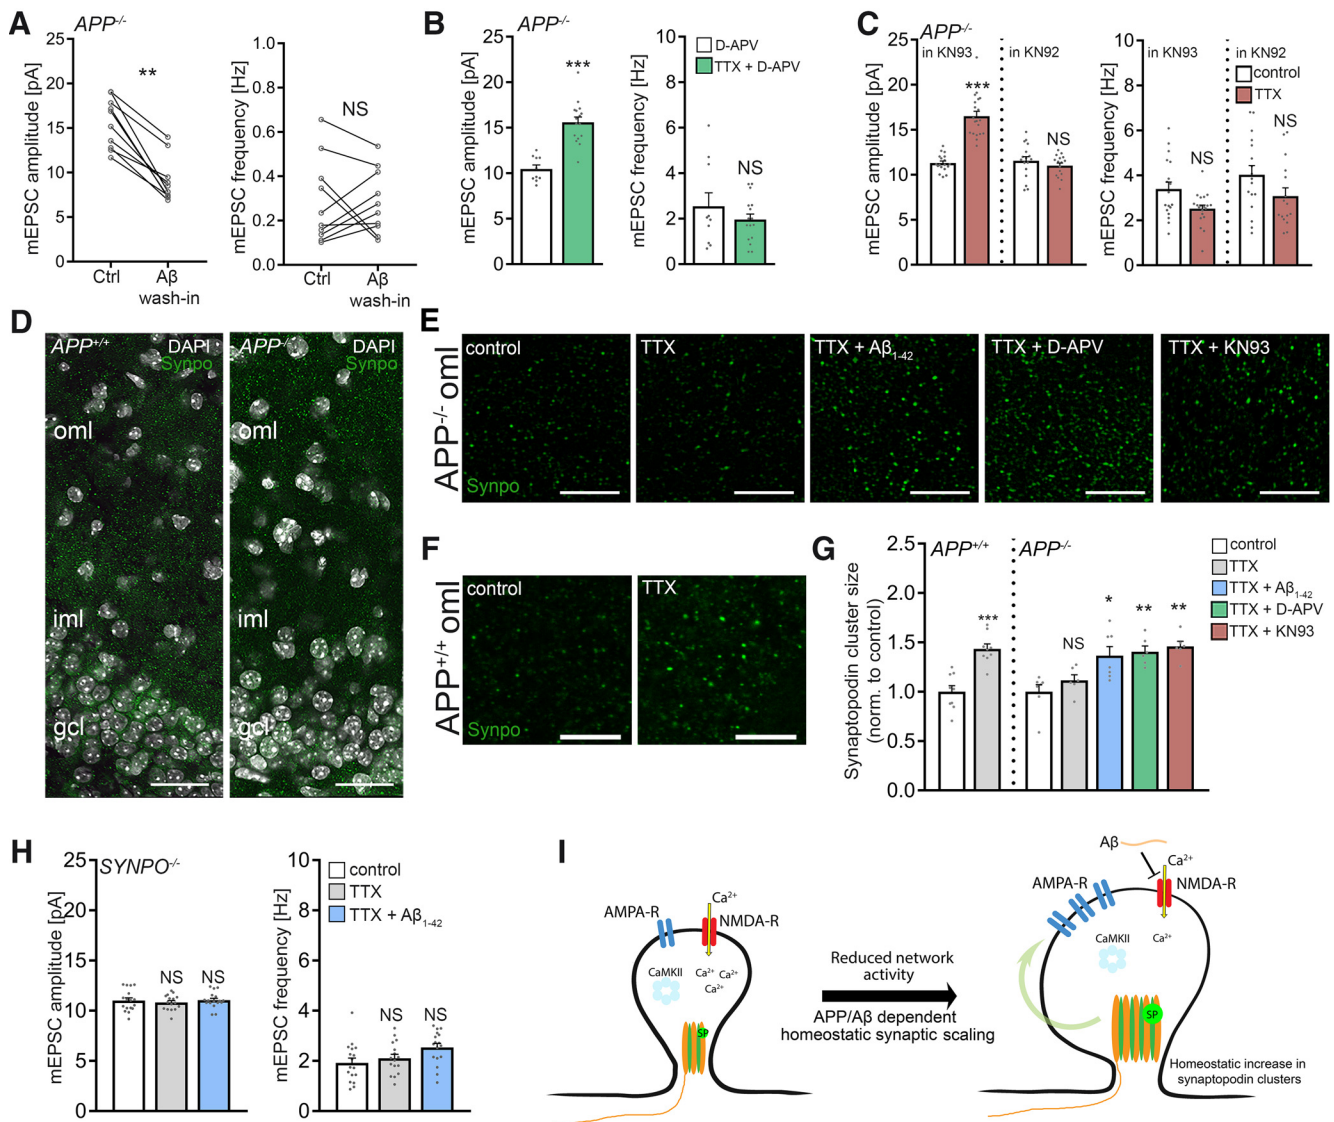 A
APP-/-
mEPSC amplitude [pA]
25
20
15
10
5
0
**
Ctrl
Aβ
wash-in
mEPSC frequency [Hz]
1.0
0.8
0.6
0.4
0.2
0.0
NS
Ctrl
Aβ
wash-in
B
APP-/-
mEPSC amplitude [pA]
25
20
15
10
5
0
***
mEPSC frequency [Hz]
10
8
6
4
2
0
NS
D-APV
TTX + D-APV
C
APP-/-
in KN93
in KN92
mEPSC amplitude [pA]
25
20
15
10
5
0
***
NS
in KN93
in KN92
control
TTX
mEPSC frequency [Hz]
10
8
6
4
2
0
NS
NS
D
APP+/+
DAPI
Synpo
oml
iml
gcl
APP-/-
DAPI
Synpo
oml
iml
gcl
E
APP-/- oml
control
Synpo
TTX
TTX + Aβ1-42
TTX + D-APV
TTX + KN93
F
APP+/+ oml
control
Synpo
TTX
G
APP+/+
APP-/-
Synaptopodin cluster size
(norm. to control)
2.5
2.0
1.5
1.0
0.5
0.0
***
NS
*
**
**
control
TTX
TTX + Aβ1-42
TTX + D-APV
TTX + KN93
H
SYNPO-/-
mEPSC amplitude [pA]
25
20
15
10
5
0
NS
NS
mEPSC frequency [Hz]
10
8
6
4
2
0
NS
NS
control
TTX
TTX + Aβ1-42
I
AMPA-R
Ca2+
NMDA-R
CaMKII
Ca2+
Ca2+
Ca2+
SP
Reduced network
activity
APP/Aβ dependent
homeostatic synaptic scaling
Aβ
Ca2+
AMPA-R
NMDA-R
CaMKII
Ca2+
SP
Homeostatic increase in
synaptopodin clusters